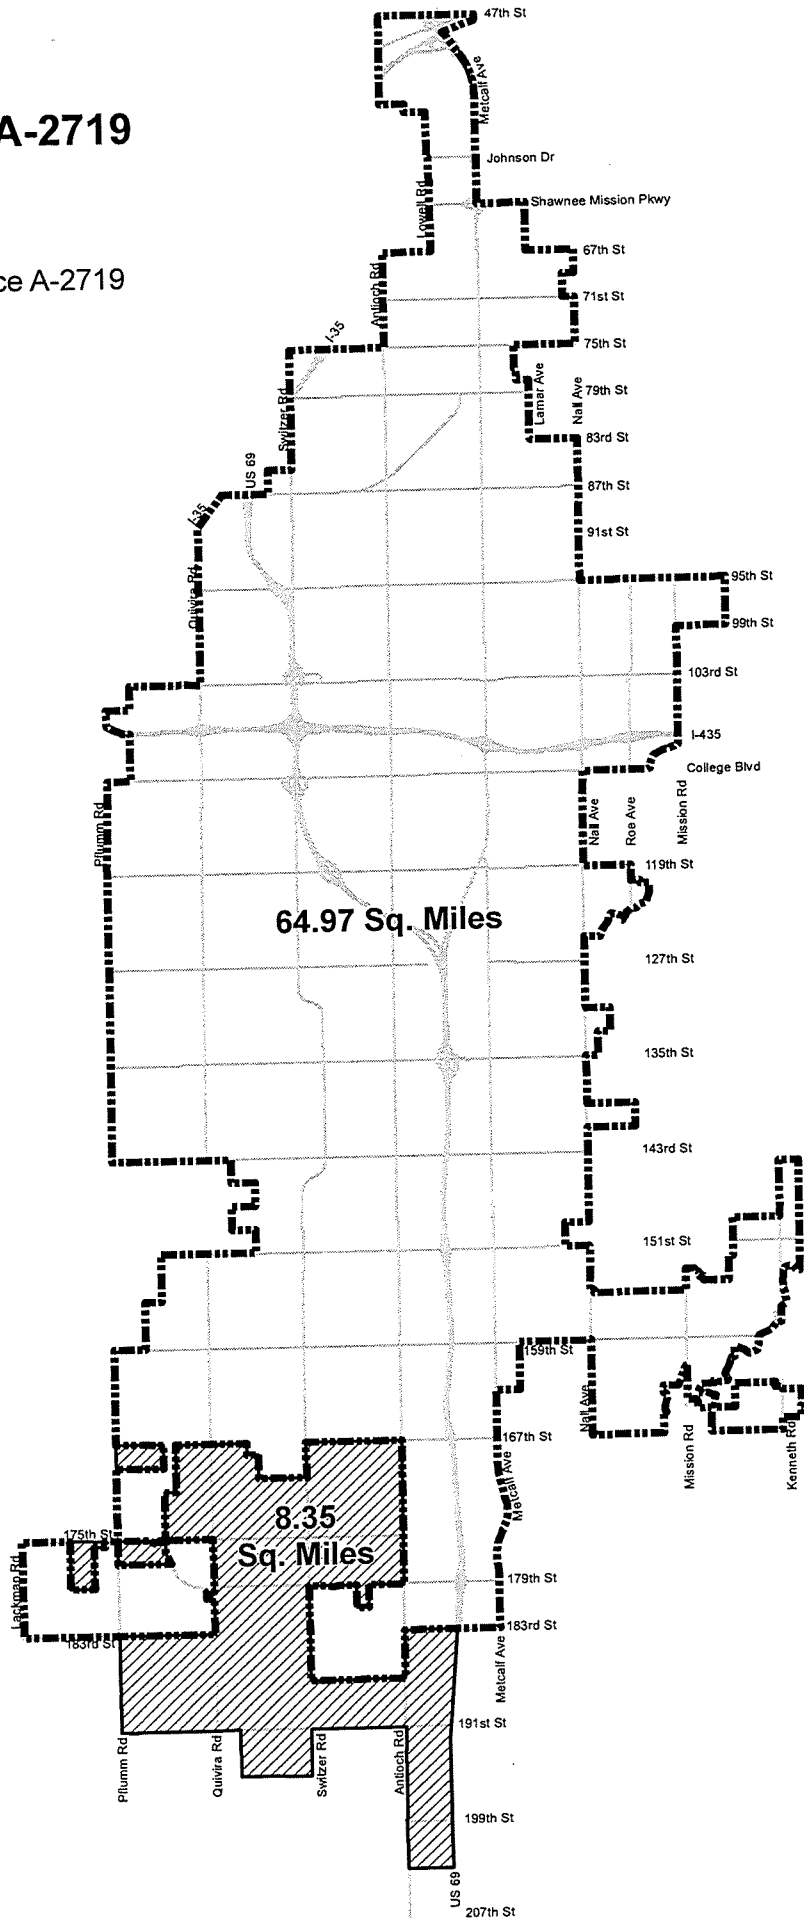 47th St
Metcalf Ave
A-2719
Johnson Dr
Lowell Rd
Shawnee Mission Pkwy
67th St
ce A-2719
Antioch Rd
71st St
I-35
75th St
Lamar Ave
Nall Ave
79th St
Switzer Rd
83rd St
US 69
87th St
I-35
91st St
95th St
Quivira Rd
99th St
103rd St
I-435
College Blvd
Pflumm Rd
Nall Ave
Roe Ave
Mission Rd
119th St
64.97 Sq. Miles
127th St
135th St
143rd St
151st St
159th St
Nall Ave
167th St
Mission Rd
Kenneth Rd
Metcalf Ave
8.35
Sq. Miles
175th St
Lackman Rd
179th St
183rd St
183rd St
Metcalf Ave
191st St
Pflumm Rd
Quivira Rd
Switzer Rd
Antioch Rd
199th St
US 69
207th St